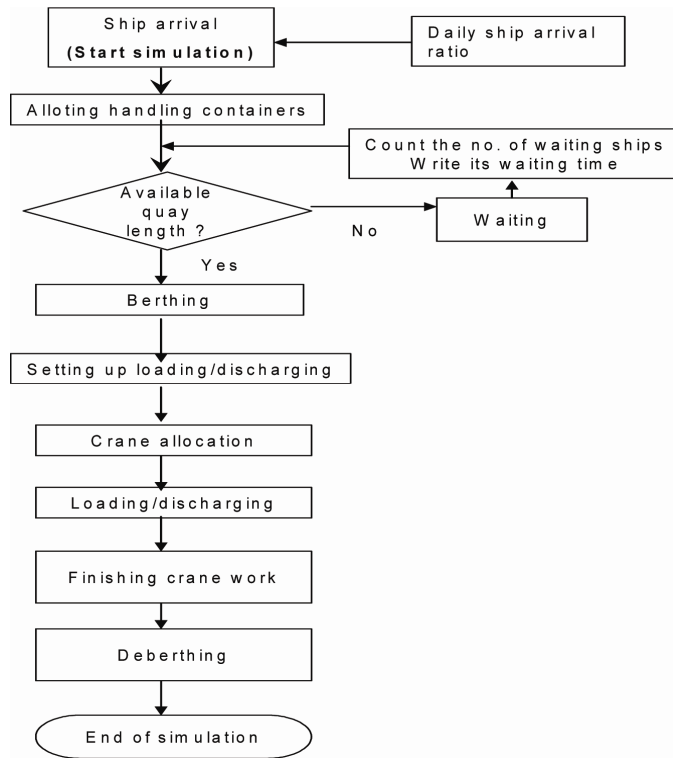 Ship arrival
(Start simulation)
Daily ship arrival
ratio
Alloting handling containers
Count the no. of waiting ships
Write its waiting time
Available
quay
length ?
No
Waiting
Yes
Berthing
Setting up loading/discharging
Crane allocation
Loading/discharging
Finishing crane work
Deberthing
End of simulation